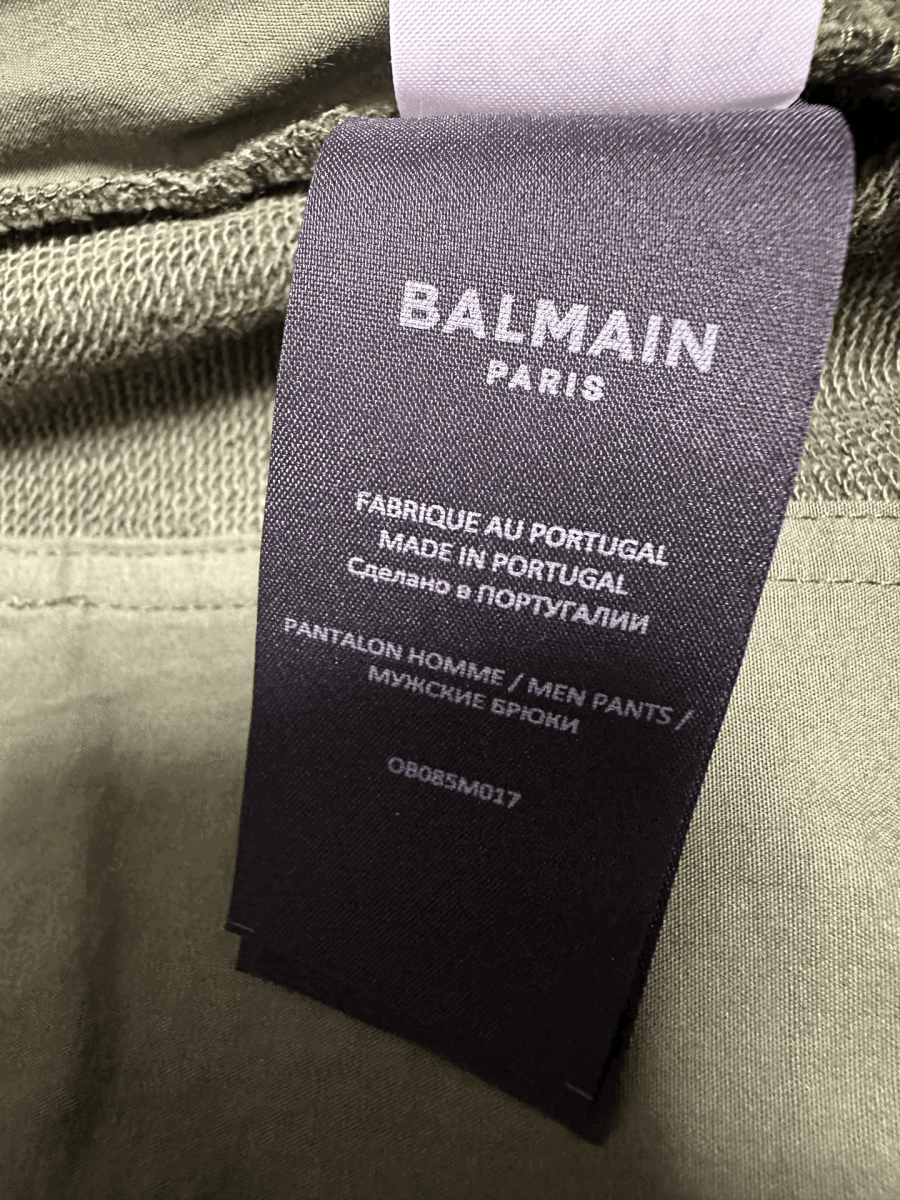 BALMAIN
PARIS
FABRIQUE AU PORTUGAL
MADE IN PORTUGAL
Сделано в ПОРТУГАЛИИ
PANTALON HOMME / MEN PANTS /
МУЖСКИЕ БРЮКИ
OB085M017